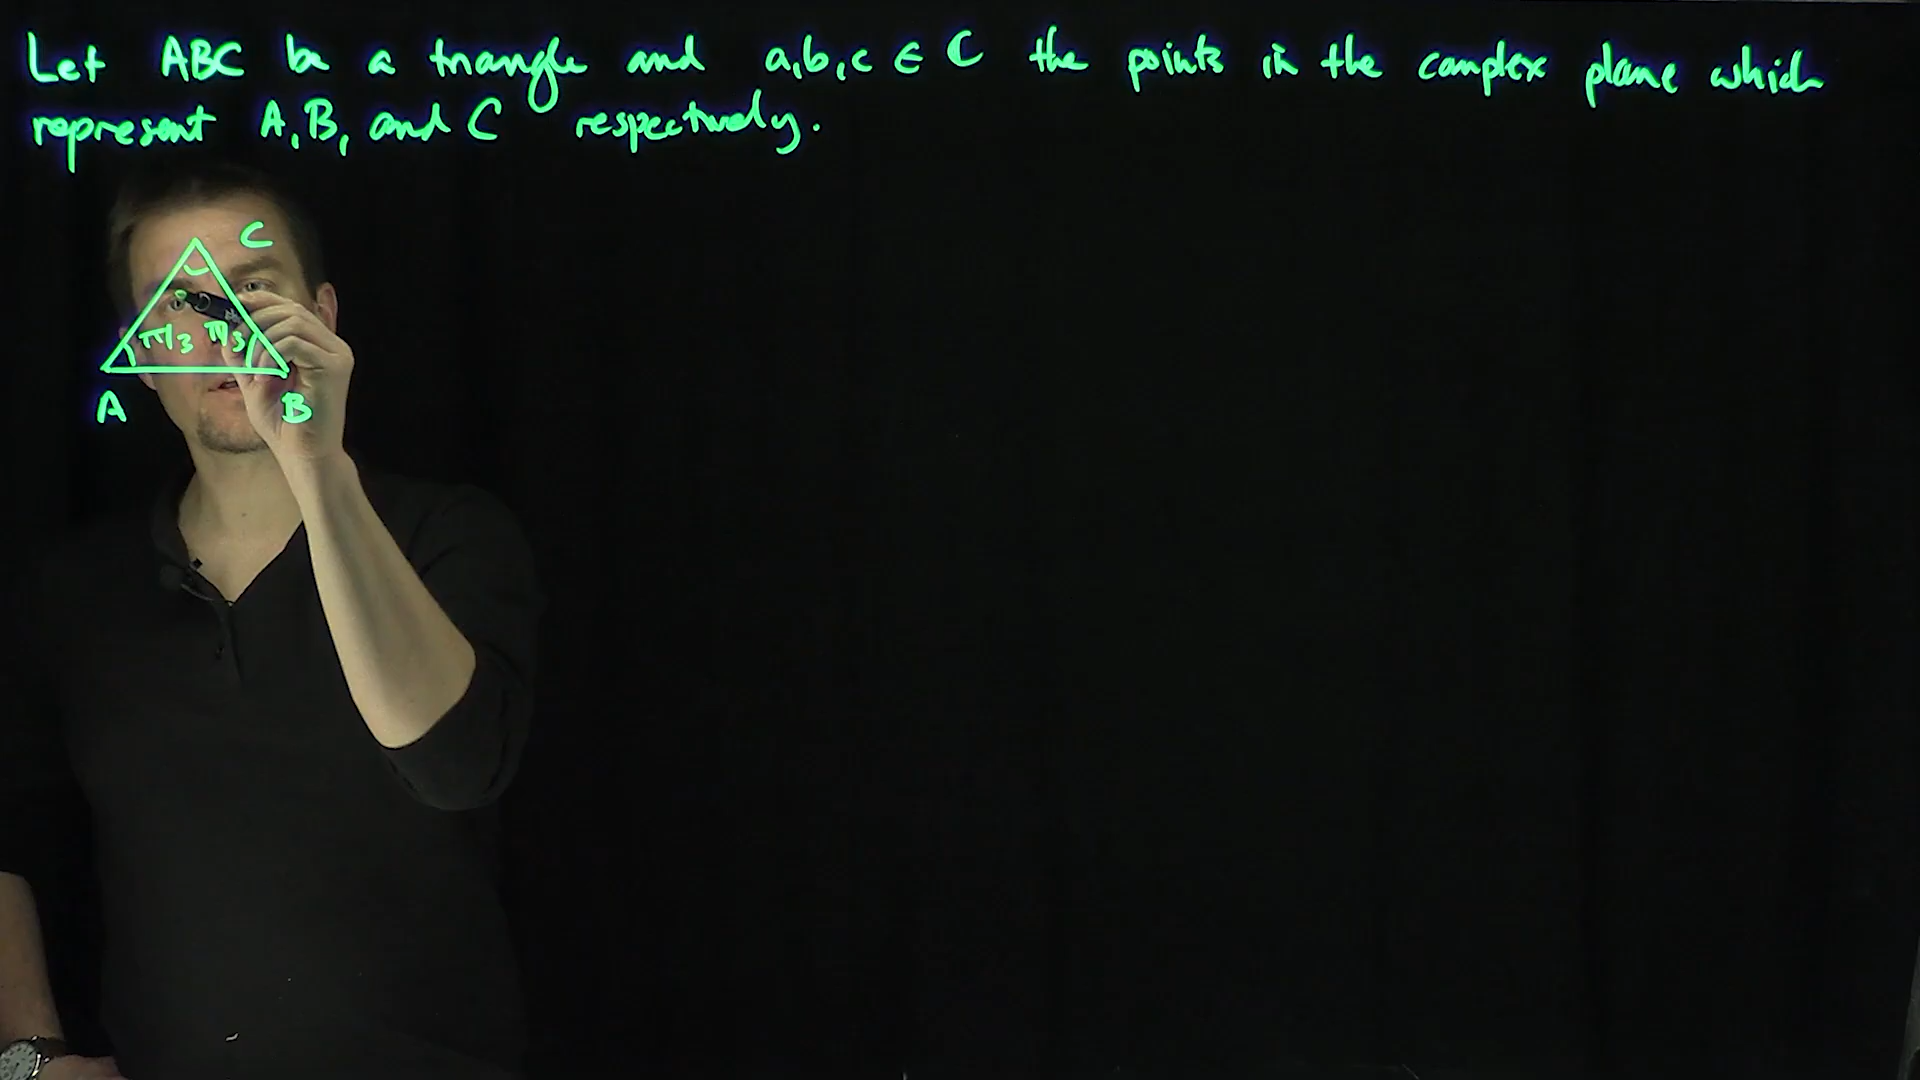 Let ABC be a triangle and a,b,c ∈ ℂ the points in the complex plane which
represent A, B, and C respectively.
C
π/3 π/3
A B